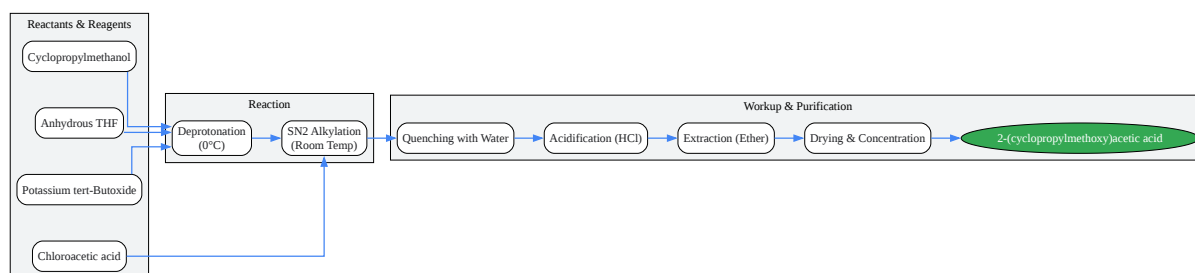 Reactants & Reagents
Cyclopropylmethanol
Anhydrous THF
Potassium tert-Butoxide
Chloroacetic acid
Reaction
Deprotonation
(0°C)
SN2 Alkylation
(Room Temp)
Workup & Purification
Quenching with Water
Acidification (HCl)
Extraction (Ether)
Drying & Concentration
2-(cyclopropylmethoxy)acetic acid